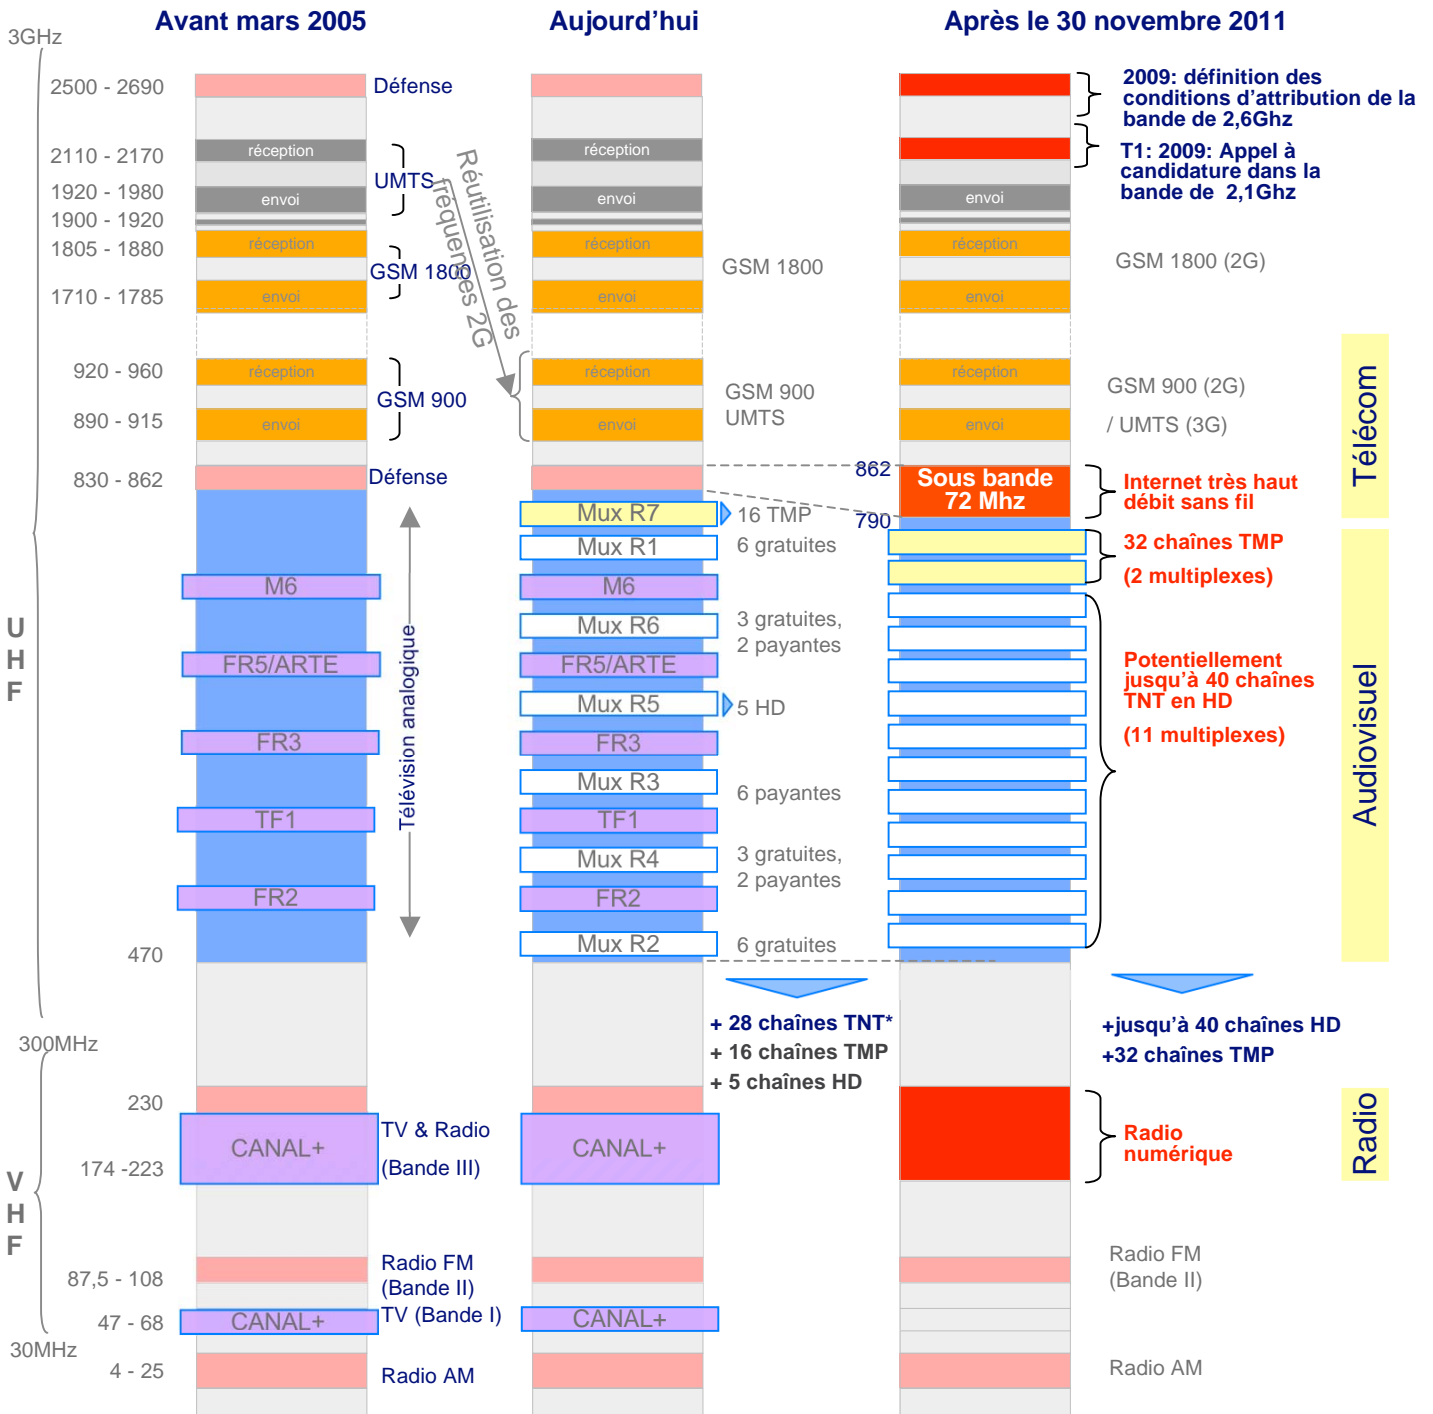 Avant mars 2005
Aujourd’hui
Après le 30 novembre 2011
3GHz
2500 - 2690
Défense
2009: définition des
conditions d’attribution de la
bande de 2,6Ghz
2110 - 2170
réception
réception
T1: 2009: Appel à
candidature dans la
bande de 2,1Ghz
UMTS
1920 - 1980
envoi
envoi
envoi
1900 - 1920
Réutilisation des
fréquences 2G
1805 - 1880
réception
réception
réception
GSM 1800
GSM 1800
GSM 1800 (2G)
1710 - 1785
envoi
envoi
envoi
920 - 960
réception
réception
réception
GSM 900
GSM 900
UMTS
GSM 900 (2G)
/ UMTS (3G)
890 - 915
envoi
envoi
envoi
Télécom
830 - 862
Défense
862
790
Sous bande
72 Mhz
Internet très haut
débit sans fil
Mux R7
16 TMP
Mux R1
6 gratuites
32 chaînes TMP
(2 multiplexes)
M6
M6
Mux R6
3 gratuites,
2 payantes
U
H
F
Télévision analogique
FR5/ARTE
FR5/ARTE
Potentiellement
jusqu’à 40 chaînes
TNT en HD
(11 multiplexes)
Audiovisuel
Mux R5
5 HD
FR3
FR3
Mux R3
6 payantes
TF1
TF1
Mux R4
3 gratuites,
2 payantes
FR2
FR2
Mux R2
6 gratuites
470
+ 28 chaînes TNT*
+ 16 chaînes TMP
+ 5 chaînes HD
+jusqu’à 40 chaînes HD
+32 chaînes TMP
300MHz
230
TV & Radio
(Bande III)
CANAL+
CANAL+
Radio
numérique
Radio
174 -223
V
H
F
87,5 - 108
Radio FM
(Bande II)
Radio FM
(Bande II)
47 - 68
CANAL+
TV (Bande I)
CANAL+
30MHz
4 - 25
Radio AM
Radio AM